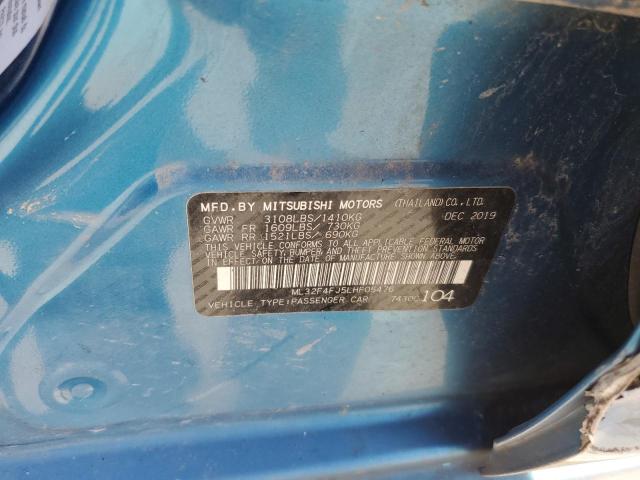 MFD.BY MITSUBISHI MOTORS (THAILAND)CO.,LTD.
GVWR 3108LBS/1410KG DEC 2019
GAWR FR 1609LBS/ 730KG
GAWR RR 1521LBS/ 690KG
THIS VEHICLE CONFORMS TO ALL APPLICABLE FEDERAL MOTOR
VEHICLE SAFETY, BUMPER AND THEFT PREVENTION STANDARDS
IN EFFECT ON THE DATE OF MANUFACTURE SHOWN ABOVE.
ML32F4FJ5LHF05476
VEHICLE TYPE:PASSENGER CAR 7430C 104